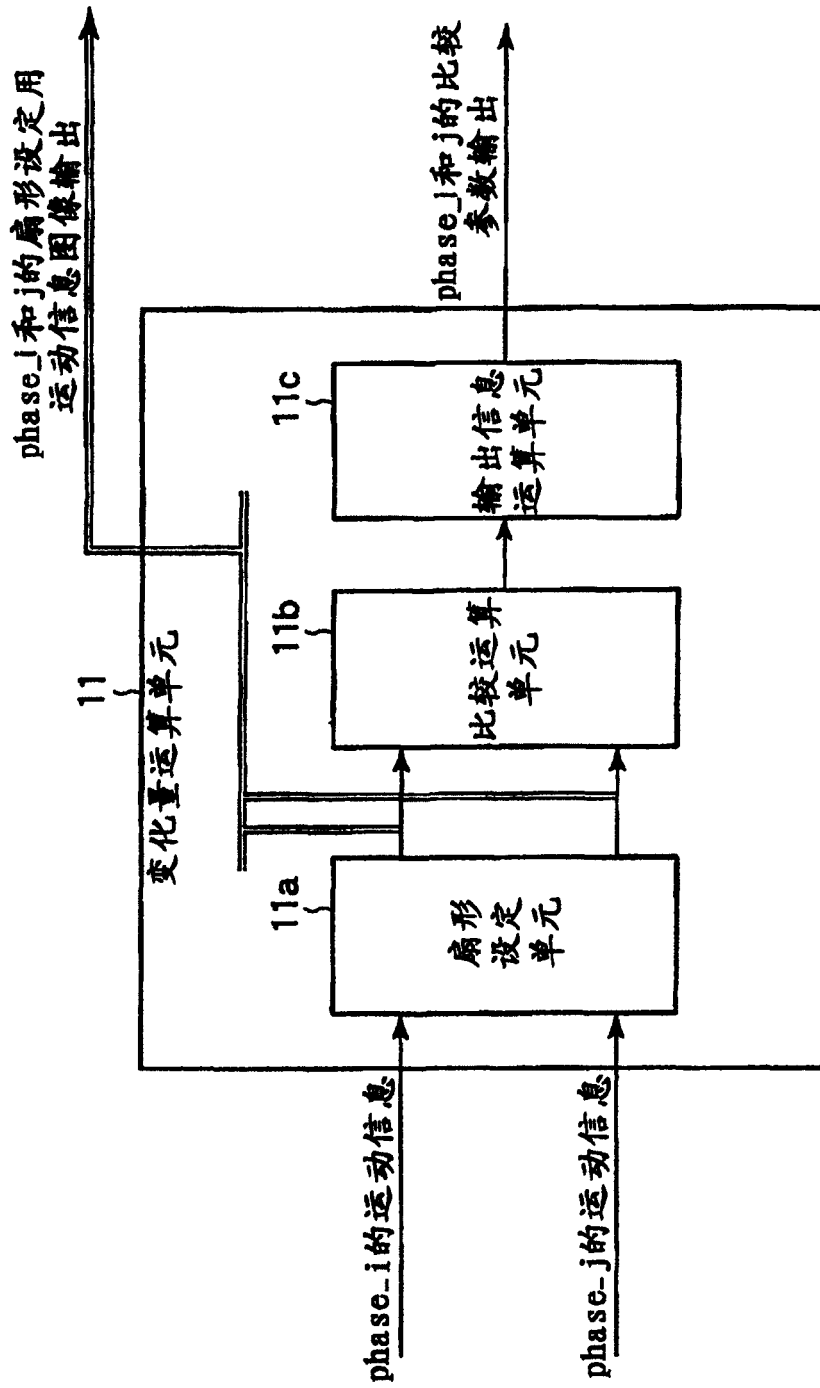 phase_i和j的扇形设定用
运动信息图像输出
11
变化量运算单元
phase_i的运动信息
phase_j的运动信息
11a
扇形
设定
单元
11b
比较运算
单元
11c
输出信息
运算单元
phase_i和j的比较
参数输出